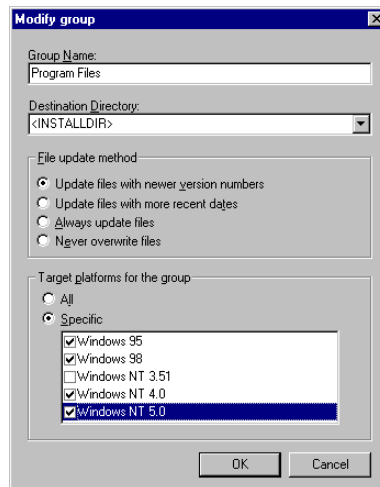 Modify group
Group Name:
Program Files
Destination Directory:
<INSTALLDIR>
File update method
Update files with newer version numbers
Update files with more recent dates
Always update files
Never overwrite files
Target platforms for the group
All
Specific
Windows 95
Windows 98
Windows NT 3.51
Windows NT 4.0
Windows NT 5.0
OK
Cancel